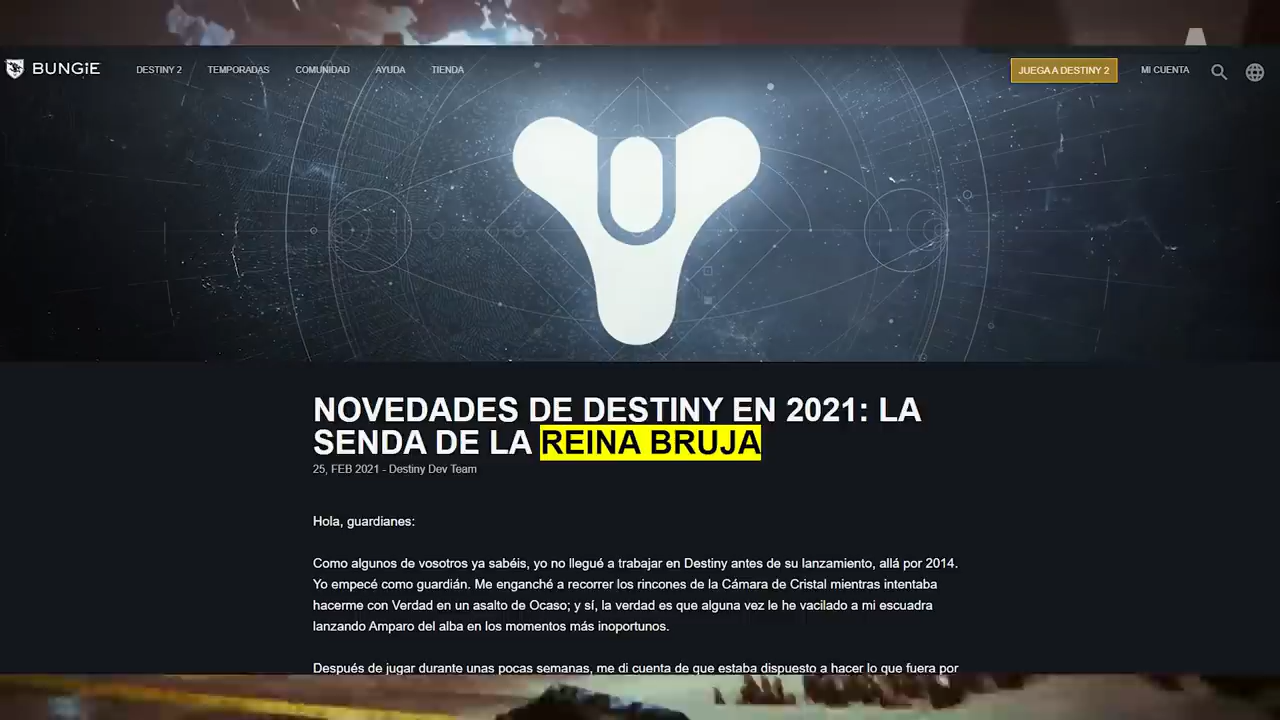 BUNGiE
DESTINY 2
TEMPORADAS
COMUNIDAD
AYUDA
TIENDA
JUEGA A DESTINY 2
MI CUENTA
NOVEDADES DE DESTINY EN 2021: LA
SENDA DE LA REINA BRUJA
25, FEB 2021 - Destiny Dev Team
Hola, guardianes:
Como algunos de vosotros ya sabéis, yo no llegué a trabajar en Destiny antes de su lanzamiento, allá por 2014.
Yo empecé como guardián. Me enganché a recorrer los rincones de la Cámara de Cristal mientras intentaba
hacerme con Verdad en un asalto de Ocaso; y sí, la verdad es que alguna vez le he vacilado a mi escuadra
lanzando Amparo del alba en los momentos más inoportunos.
Después de jugar durante unas pocas semanas, me di cuenta de que estaba dispuesto a hacer lo que fuera por